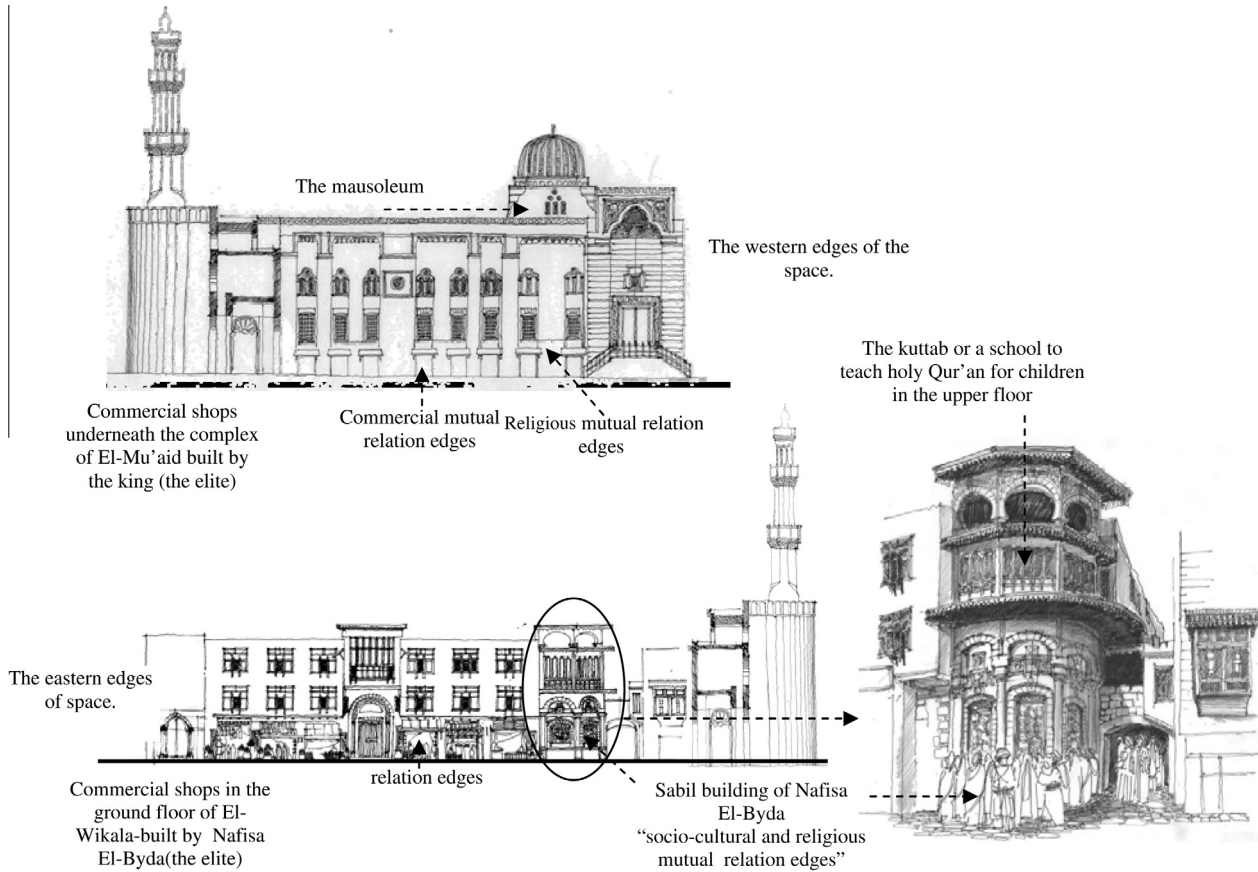 The mausoleum
The western edges of the
space.
Commercial shops
underneath the complex
of El-Mu'aid built by
the king (the elite)
Commercial mutual
relation edges
Religious mutual relation
edges
The kuttab or a school to
teach holy Qur'an for children
in the upper floor
The eastern edges
of space.
relation edges
Commercial shops in the
ground floor of El-
Wikala-built by Nafisa
El-Byda(the elite)
Sabil building of Nafisa
El-Byda
“socio-cultural and religious
mutual relation edges”